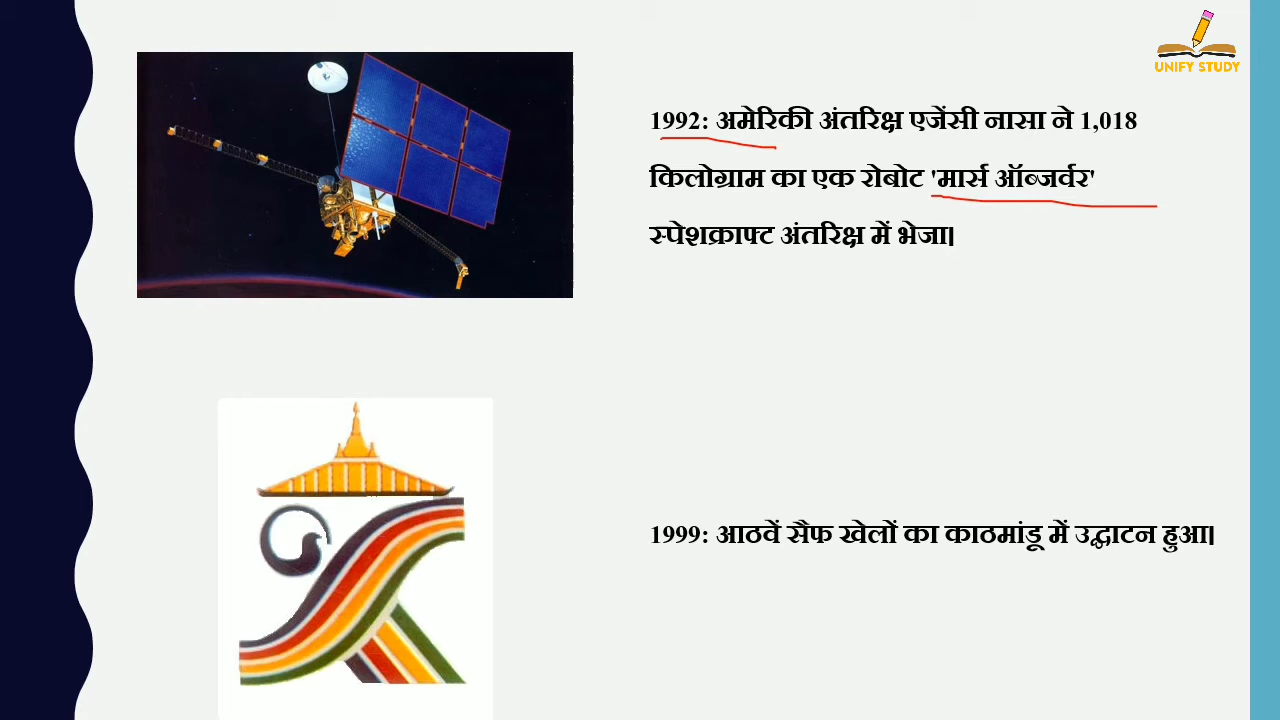 UNIFY STUDY
1992: अमेरिकी अंतरिक्ष एजेंसी नासा ने 1,018
किलोग्राम का एक रोबोट 'मार्स ऑब्जर्वर'
स्पेशक्राफ्ट अंतरिक्ष में भेजा।
1999: आठवें सैफ खेलों का काठमांडू में उद्घाटन हुआ।